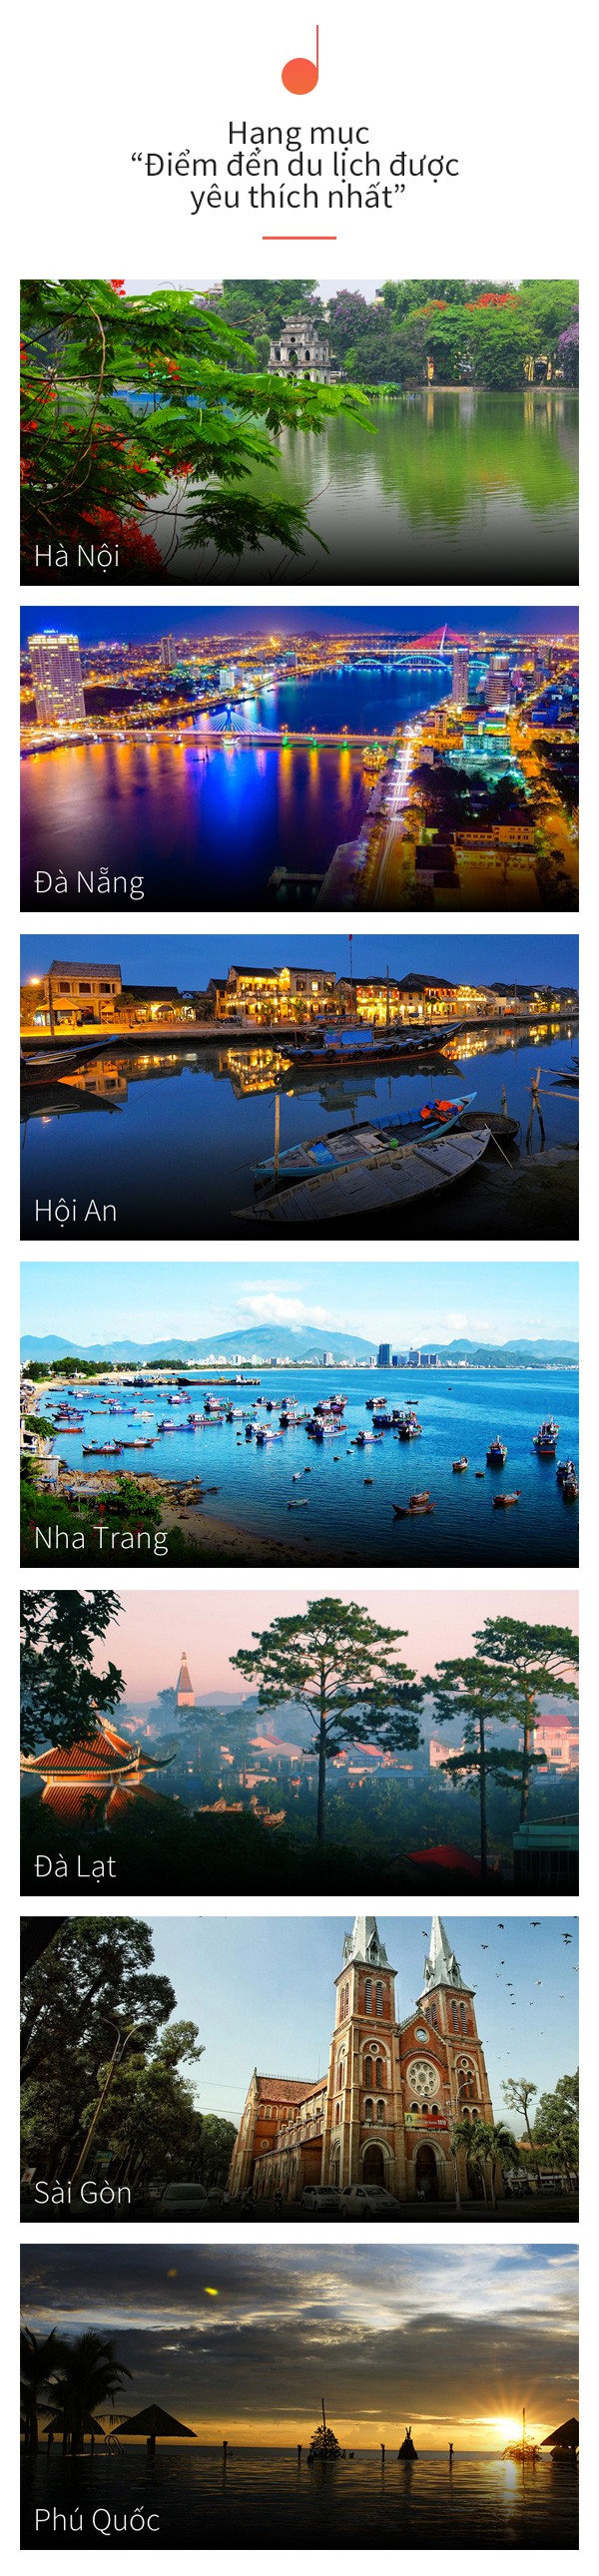 Hạng mục
“Điểm đến du lịch được
yêu thích nhất”
Hà Nội
Đà Nẵng
Hội An
Nha Trang
Đà Lạt
Sài Gòn
Phú Quốc